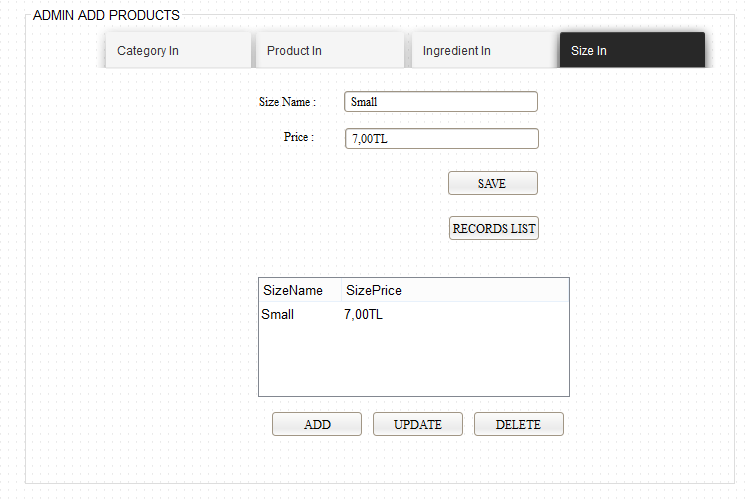 ADMIN ADD PRODUCTS
Category In Product In Ingredient In Size In
Size Name : Small
Price : 7,00TL
SAVE
RECORDS LIST
SizeName SizePrice
Small 7,00TL
ADD UPDATE DELETE